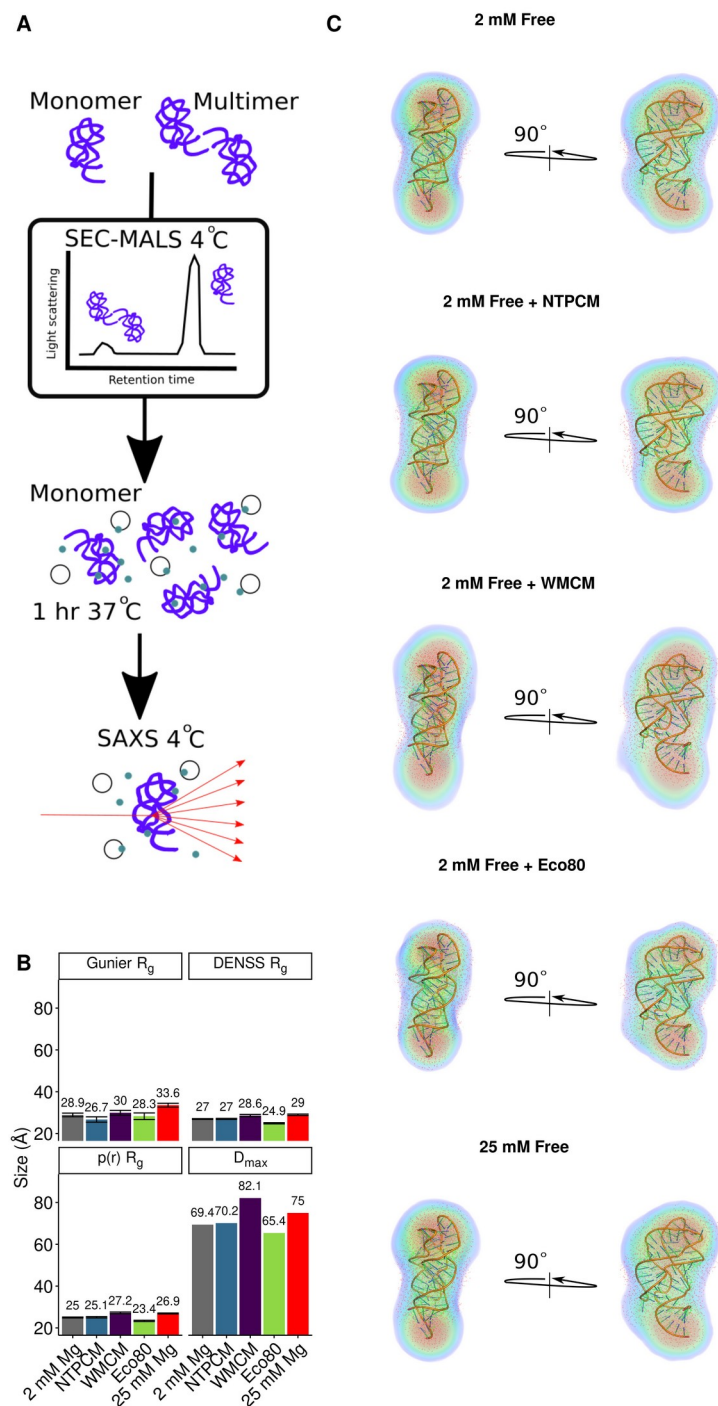 A
Monomer Multimer
SEC-MALS 4°C
Light scattering
Retention time
Monomer
1 hr 37°C
SAXS 4°C
B
Gunier Rg
DENSS Rg
Size (Å)
80
60
40
20
28.9
26.7
30
28.3
33.6
27
27
28.6
24.9
29
p(r) Rg
Dmax
80
60
40
20
25
25.1
27.2
23.4
26.9
69.4
70.2
82.1
65.4
75
2 mM Mg
NTPCM
WMCM
Eco80
25 mM Mg
2 mM Mg
NTPCM
WMCM
Eco80
25 mM Mg
C
2 mM Free
90°
2 mM Free + NTPCM
90°
2 mM Free + WMCM
90°
2 mM Free + Eco80
90°
25 mM Free
90°